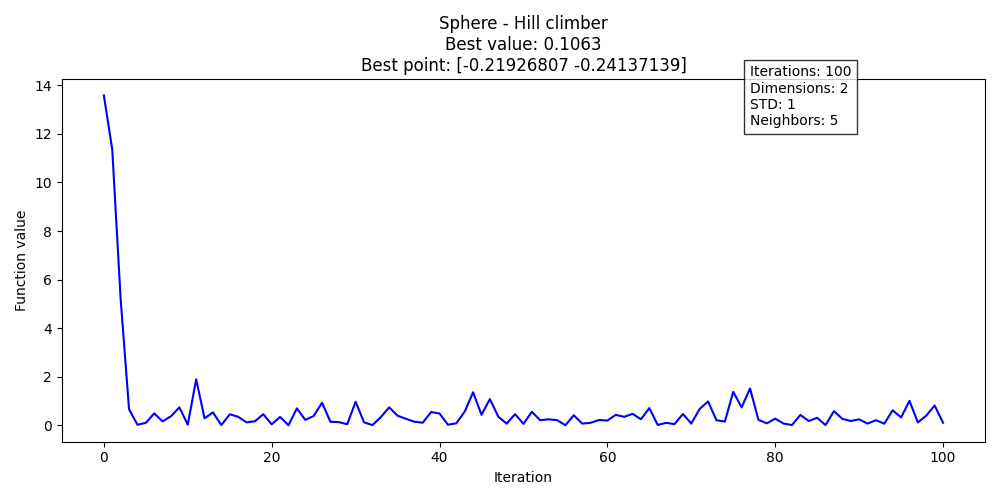 Sphere - Hill climber
Best value: 0.1063
Best point: [-0.21926807 -0.24137139]
Iterations: 100
Dimensions: 2
STD: 1
Neighbors: 5
Function value
14
12
10
8
6
4
2
0
0 20 40 60 80 100
Iteration